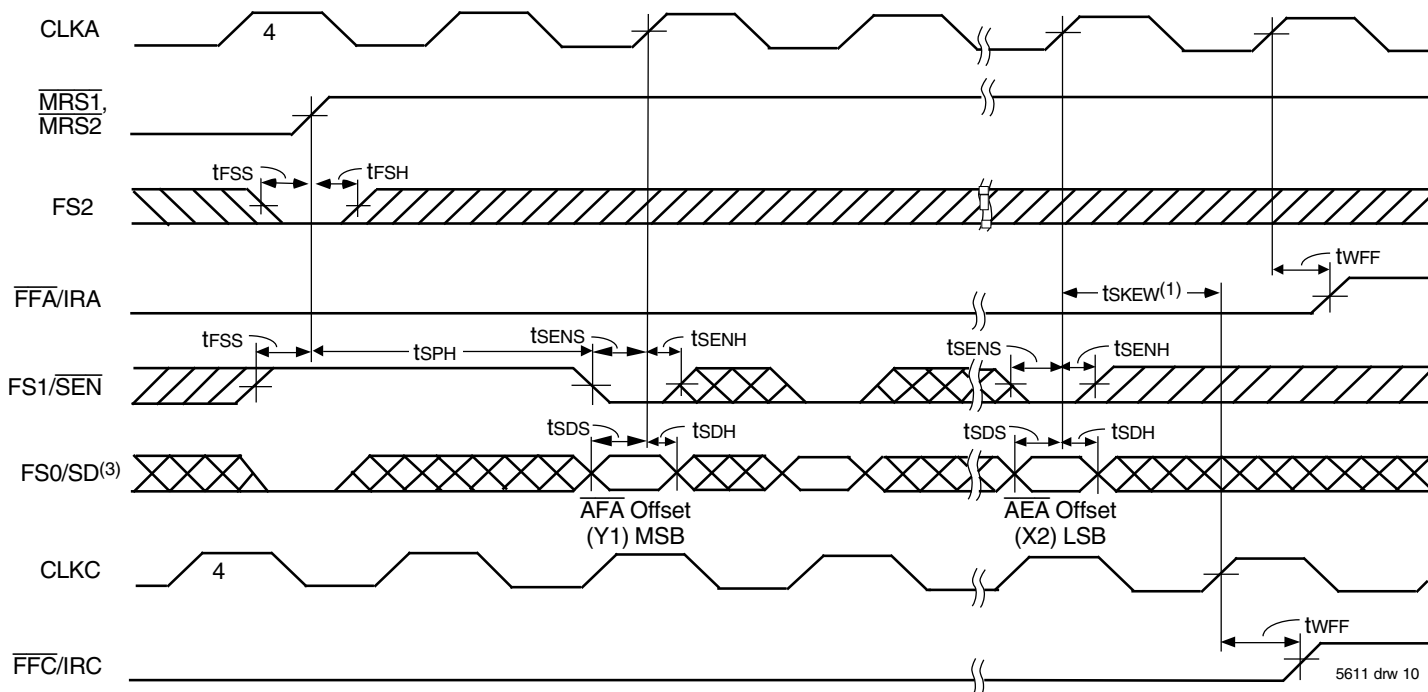 CLKA
4
MRS1,
MRS2
tFSS
tFSH
FS2
tWFF
FFA/IRA
tSKEW(1)
tFSS
tSPH
tSENS
tSENH
tSENS
tSENH
FS1/SEN
tSDS
tSDH
tSDS
tSDH
FS0/SD(3)
AFA Offset
(Y1) MSB
AEA Offset
(X2) LSB
CLKC
4
tWFF
FFC/IRC
5611 drw 10